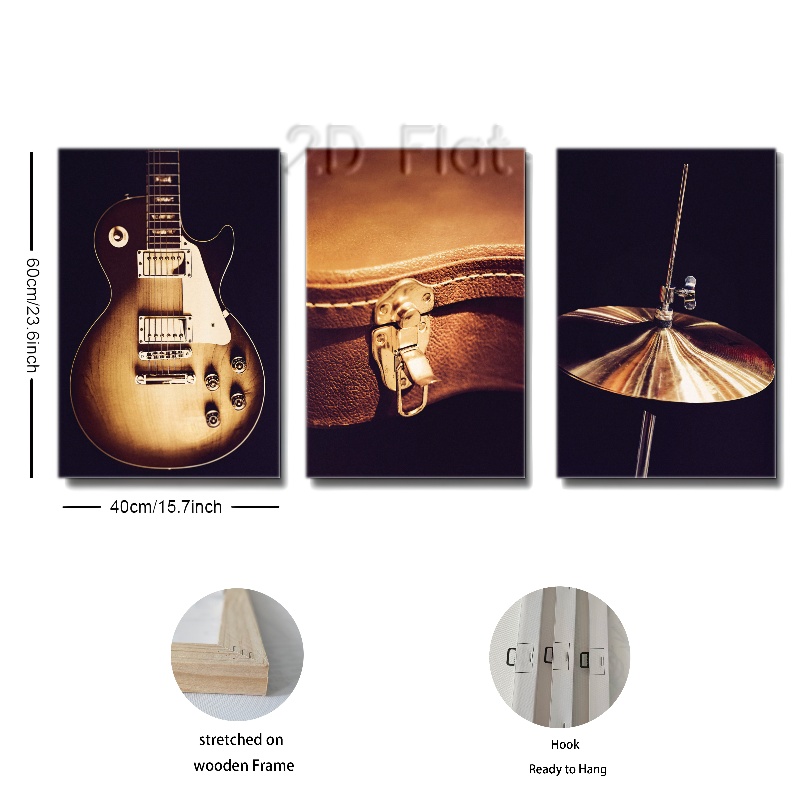 2D Flat
60cm/23.6inch
40cm/15.7inch
stretched on
wooden Frame
Hook
Ready to Hang